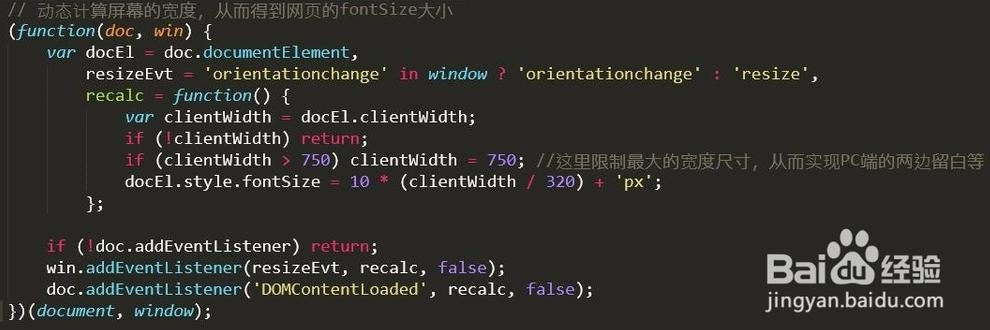 // 动态计算屏幕的宽度，从而得到网页的fontSize大小
(function(doc, win) {
    var docEl = doc.documentElement,
        resizeEvt = 'orientationchange' in window ? 'orientationchange' : 'resize',
        recalc = function() {
            var clientWidth = docEl.clientWidth;
            if (!clientWidth) return;
            if (clientWidth > 750) clientWidth = 750; //这里限制最大的宽度尺寸，从而实现PC端的两边留白等
            docEl.style.fontSize = 10 * (clientWidth / 320) + 'px';
        };
    if (!doc.addEventListener) return;
    win.addEventListener(resizeEvt, recalc, false);
    doc.addEventListener('DOMContentLoaded', recalc, false);
})(document, window);
Bai du 经验
jingyan.baidu.com